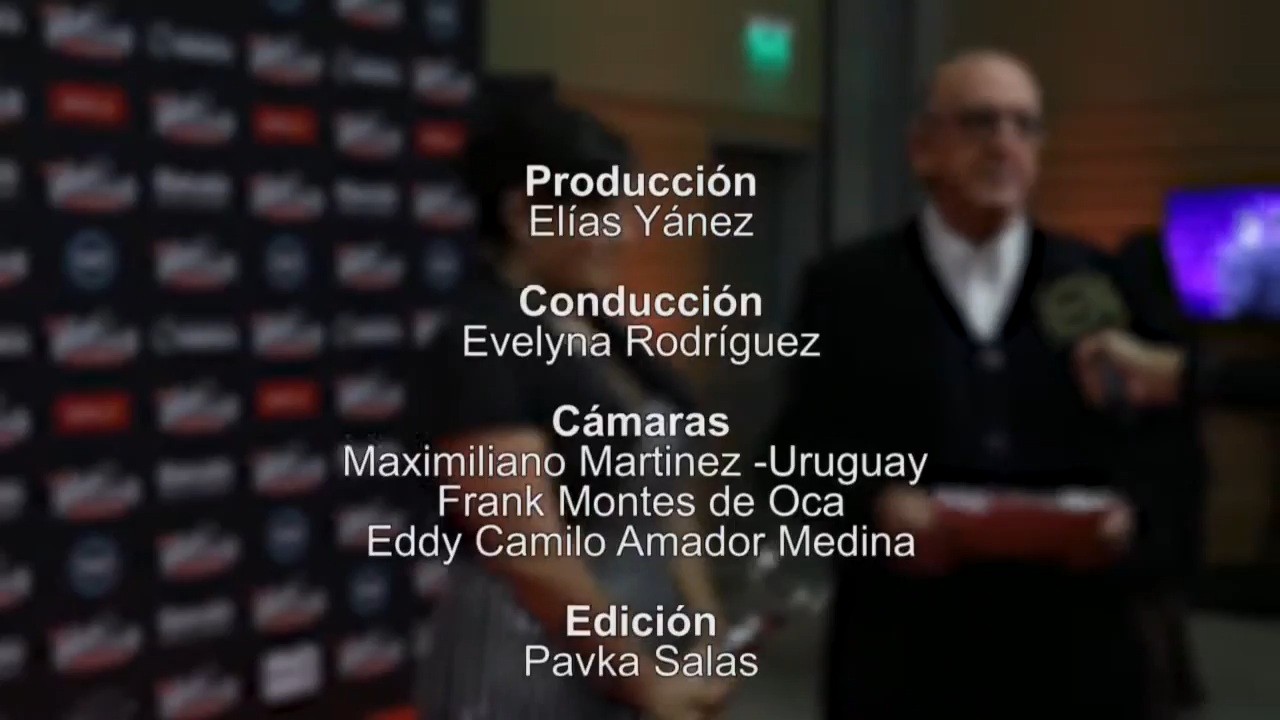 Producción
Elías Yánez
Conducción
Evelyna Rodríguez
Cámaras
Maximiliano Martinez -Uruguay
Frank Montes de Oca
Eddy Camilo Amador Medina
Edición
Pavka Salas